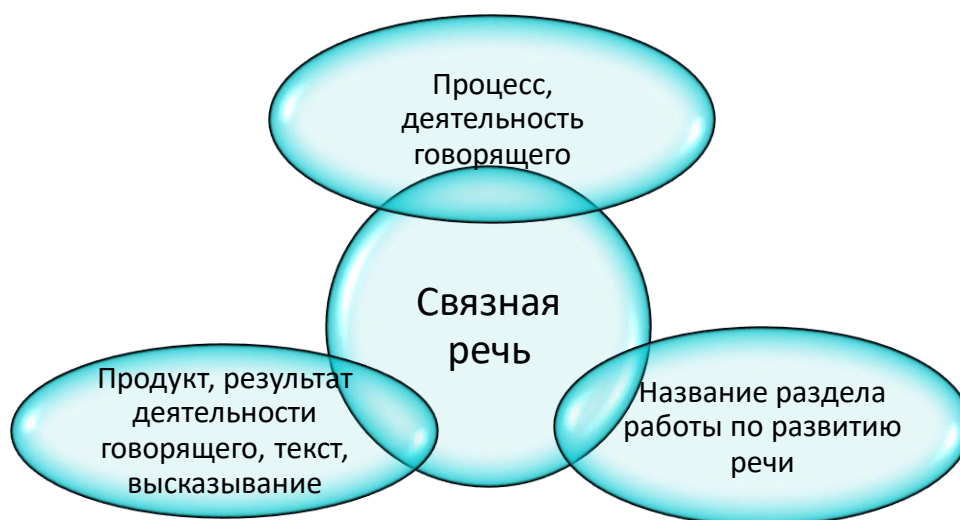 Процесс,
деятельность
говорящего
Связная
речь
Продукт, результат
деятельности
говорящего, текст,
высказывание
Название раздела
работы по развитию
речи